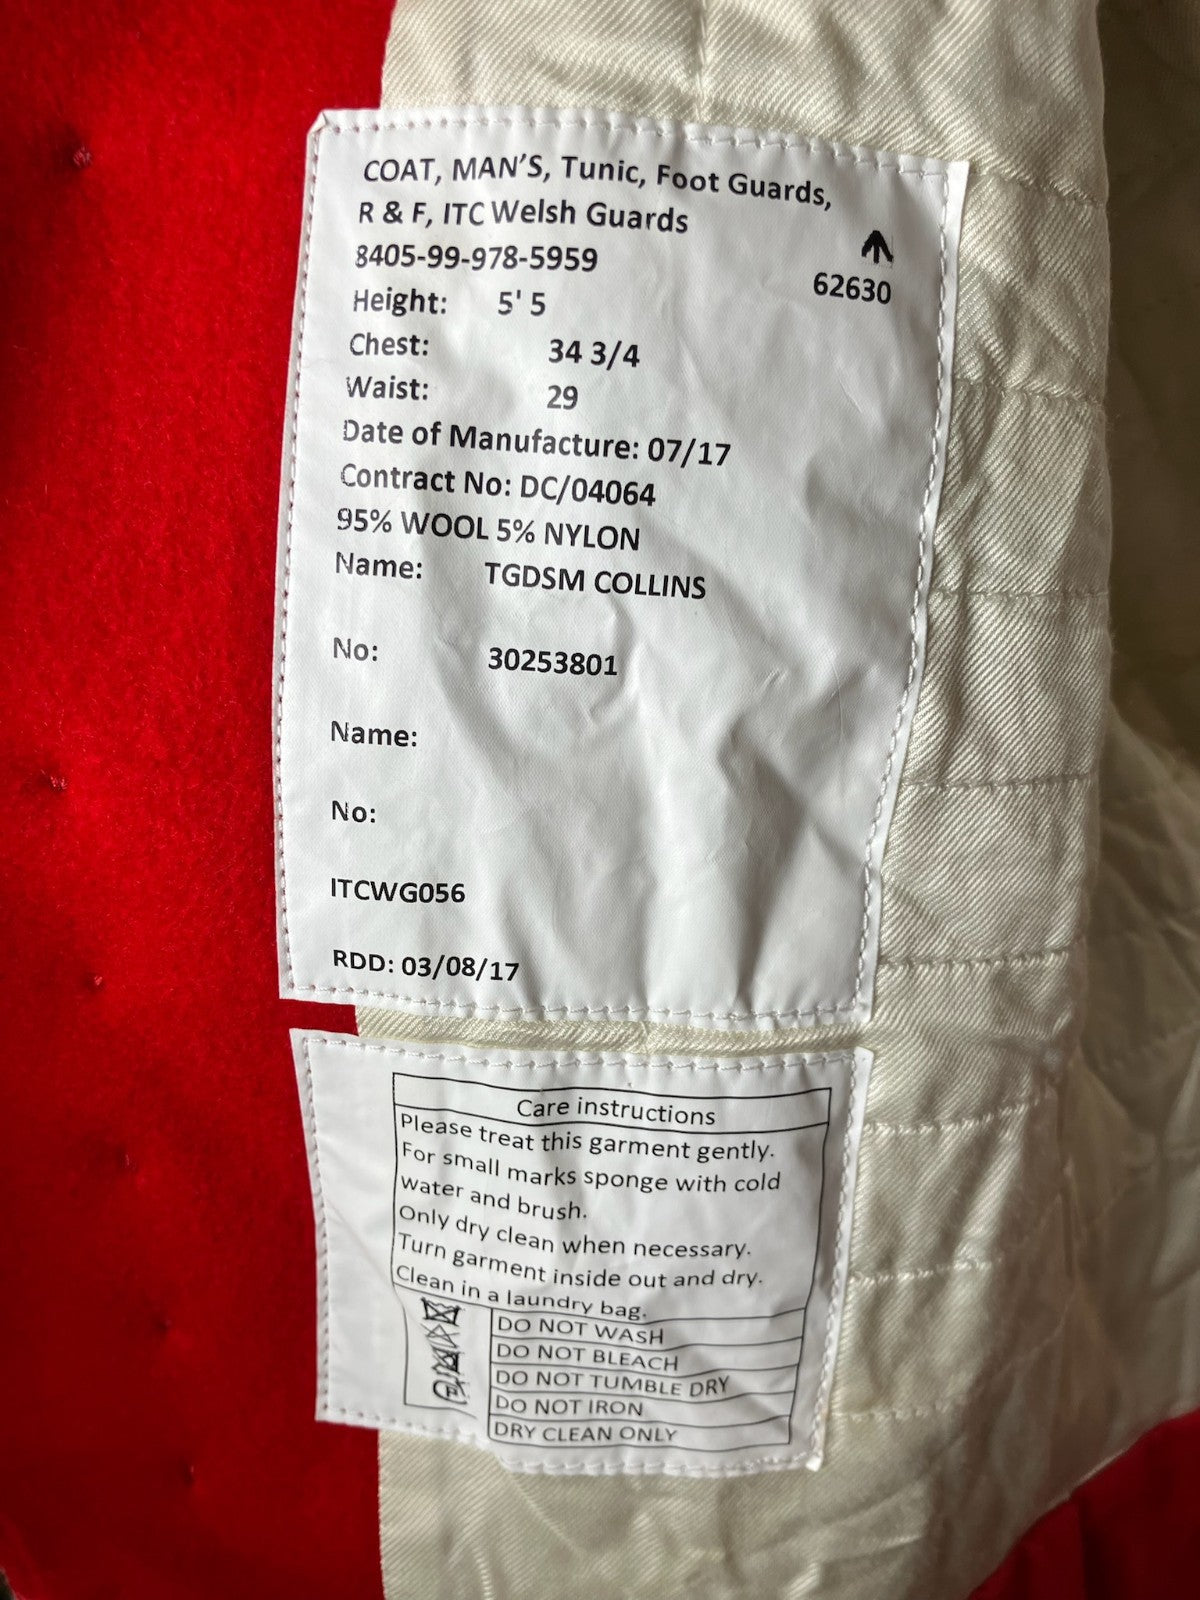 COAT, MAN'S, Tunic, Foot Guards,
R & F, ITC Welsh Guards
8405-99-978-5959
62630
Height: 5' 5
Chest: 34 3/4
Waist: 29
Date of Manufacture: 07/17
Contract No: DC/04064
95% WOOL 5% NYLON
Name: TGDSM COLLINS
No: 30253801
Name:
No:
ITCWG056
RDD: 03/08/17
Care instructions
Please treat this garment gently.
For small marks sponge with cold
water and brush.
Only dry clean when necessary.
Turn garment inside out and dry.
Clean in a laundry bag.
DO NOT WASH
DO NOT BLEACH
DO NOT TUMBLE DRY
DO NOT IRON
DRY CLEAN ONLY